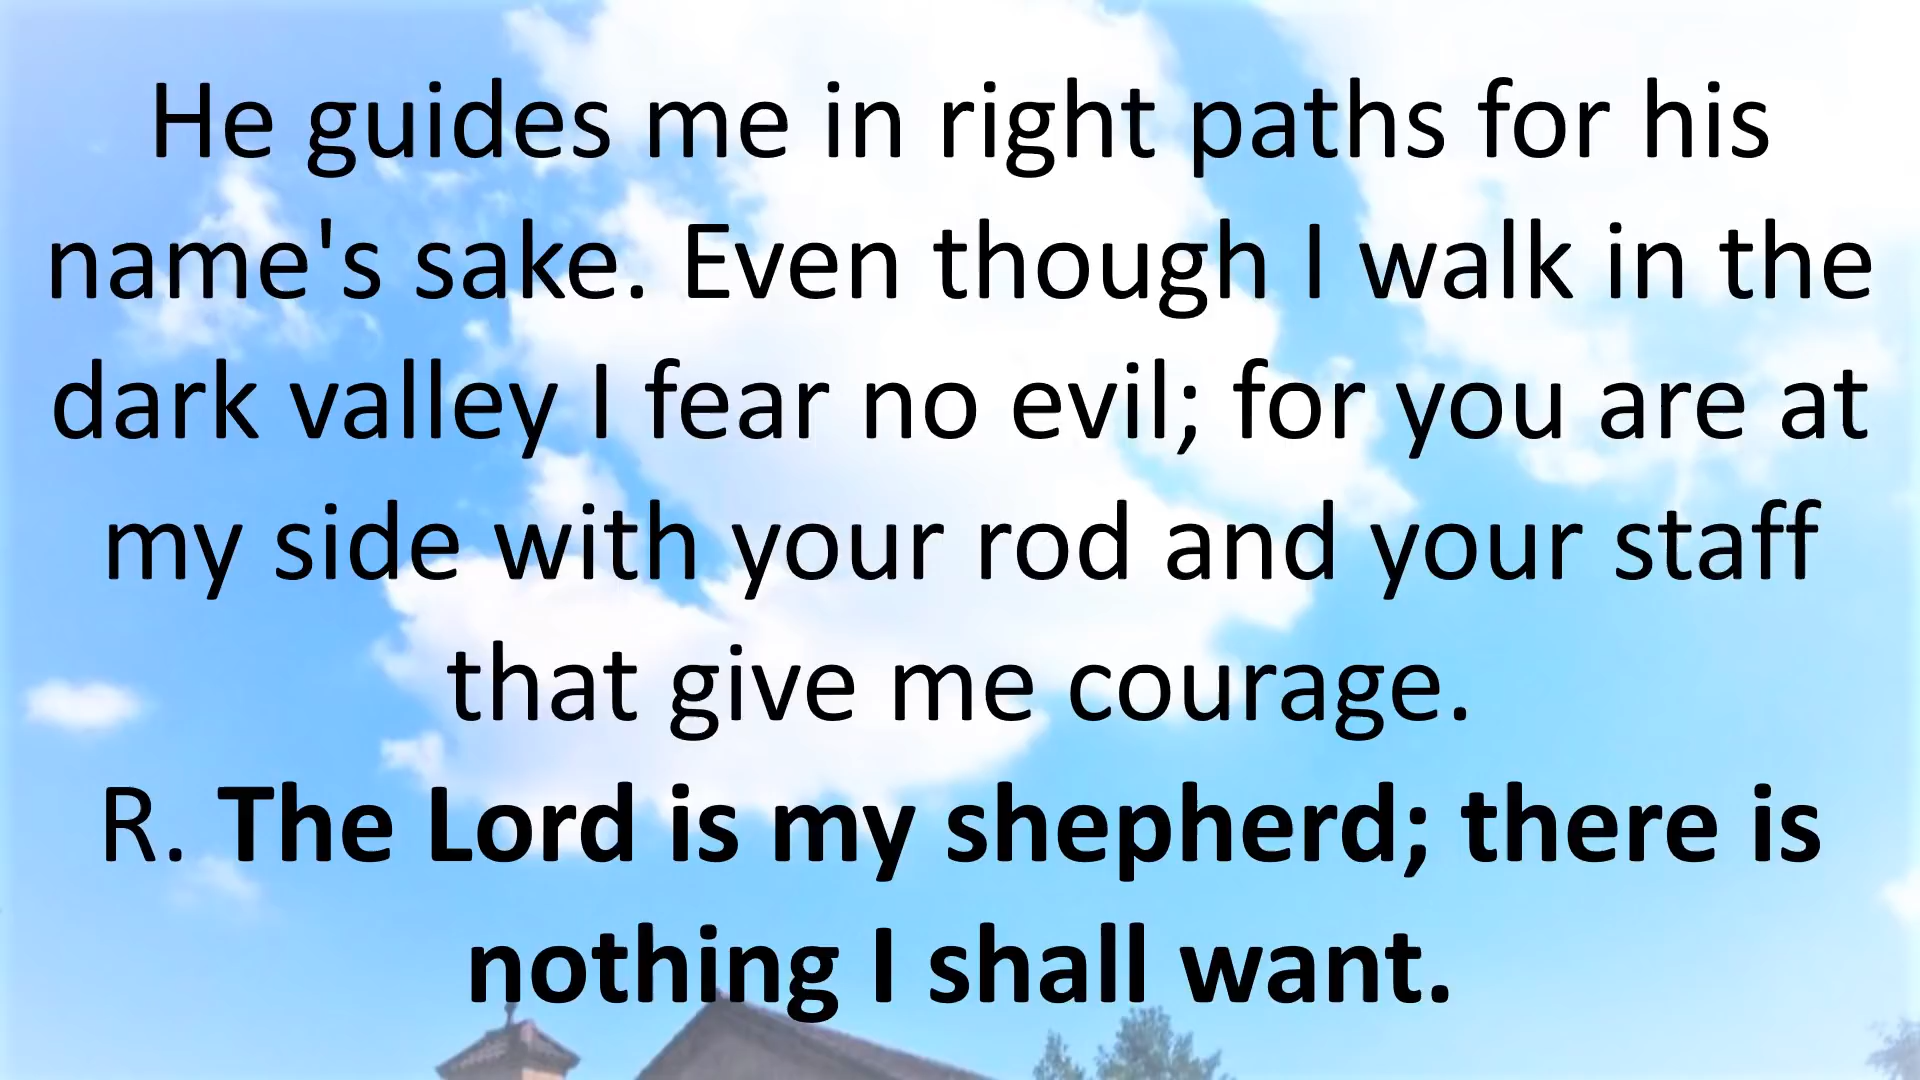 He guides me in right paths for his
name's sake. Even though I walk in the
dark valley I fear no evil; for you are at
my side with your rod and your staff
that give me courage.
R. The Lord is my shepherd; there is
nothing I shall want.